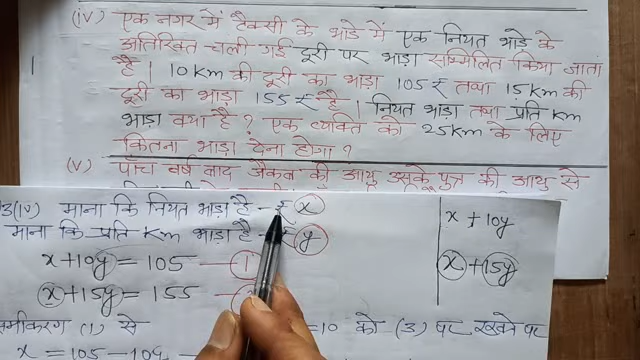 (iv) एक नगर में टैक्सी के भाड़े में एक नियत भाड़े के
अतिरिक्त चली गई दूरी पर भाड़ा सम्मिलित किया जाता
है। 10 Km की दूरी का भाड़ा 105 ₹ तथा 15 Km की
दूरी का भाड़ा 155 ₹ है। नियत भाड़ा तथा प्रति Km
भाड़ा क्या है? एक व्यक्ति को 25 Km के लिए
कितना भाड़ा देना होगा?
(v) पाँच वर्ष बाद जैकब की आयु उसके पुत्र की आयु से
(iv) माना कि नियत भाड़ा है - ₹ x
माना कि प्रति Km भाड़ा है - ₹ y
x + 10y = 105 — (1)
x + 15y = 155 —
समीकरण (1) से
= 10 को (3) पर रखने पर
x = 105 - 10y
x + 10y
x + 15y